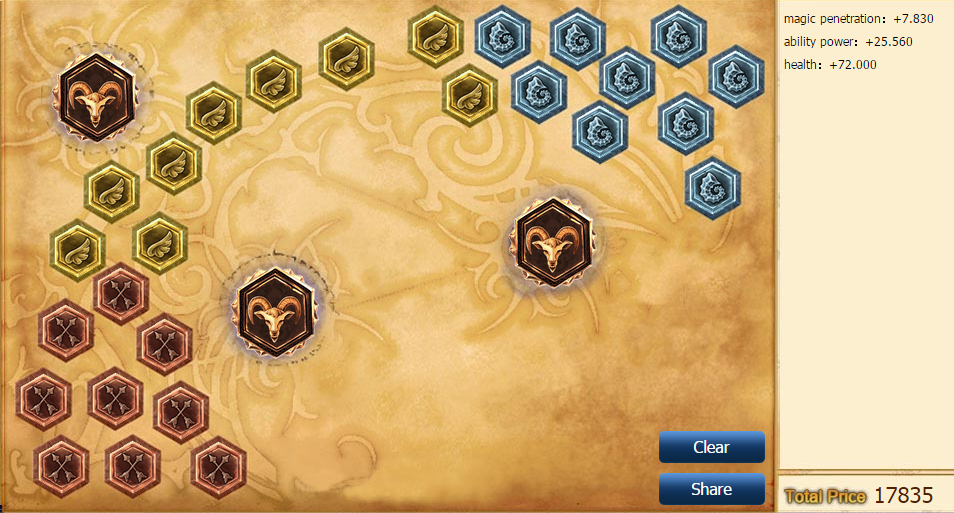 magic penetration：+7.830
ability power：+25.560
health：+72.000
Clear
Share
Total Price 17835